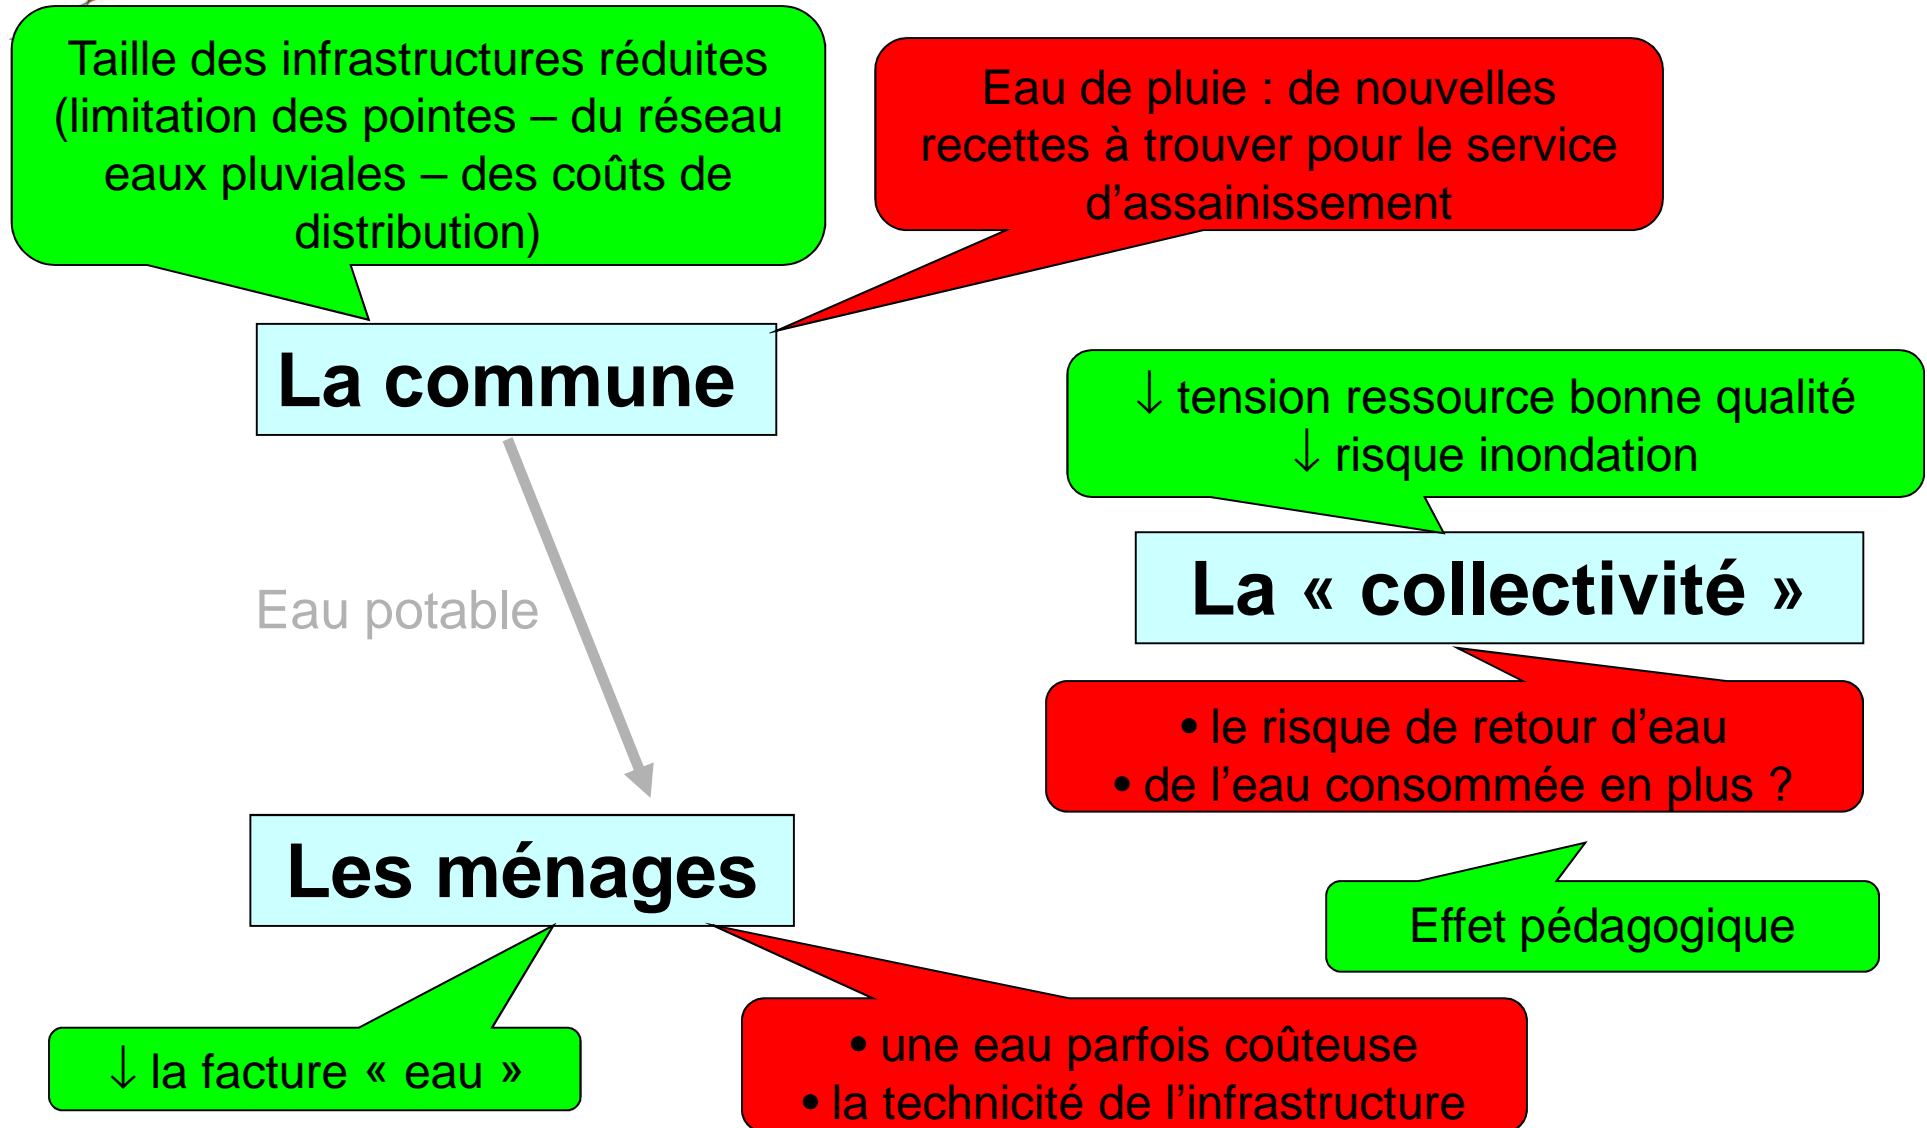 Taille des infrastructures réduites
(limitation des pointes – du réseau
eaux pluviales – des coûts de
distribution)
Eau de pluie : de nouvelles
recettes à trouver pour le service
d’assainissement
La commune
↓ tension ressource bonne qualité
↓ risque inondation
Eau potable
La « collectivité »
• le risque de retour d’eau
• de l’eau consommée en plus ?
Les ménages
Effet pédagogique
↓ la facture « eau »
• une eau parfois coûteuse
• la technicité de l’infrastructure